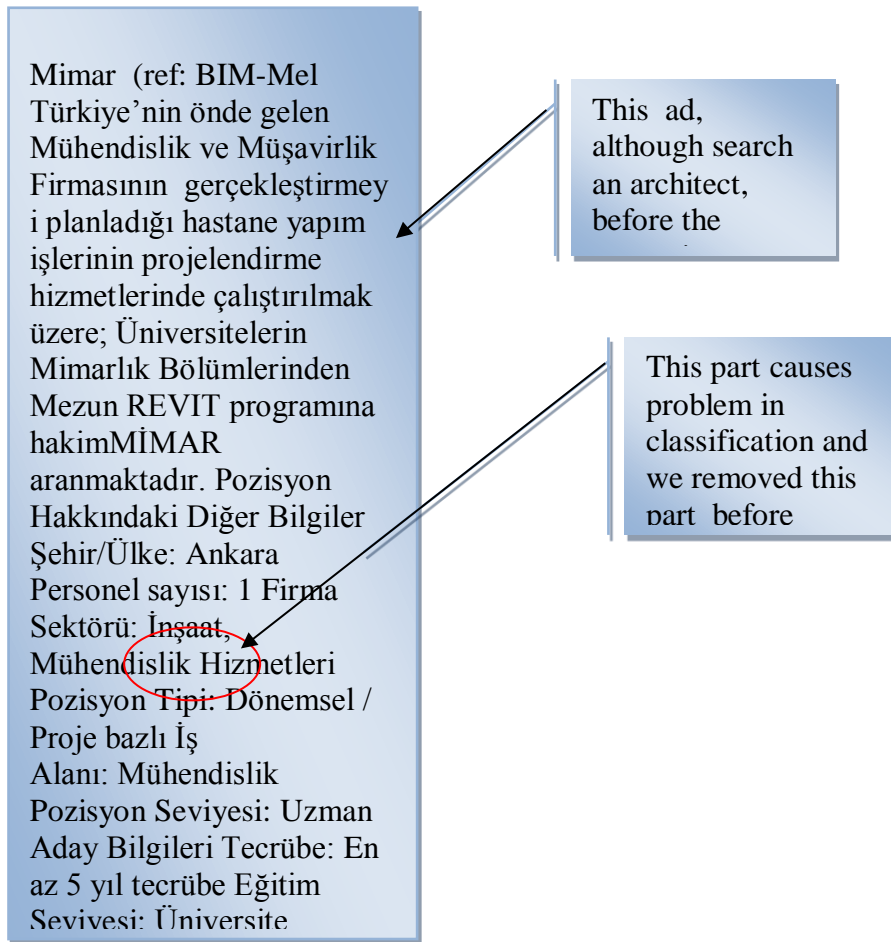 Mimar (ref: BIM-Mel
Türkiye’nin önde gelen
Mühendislik ve Müşavirlik
Firmasının gerçekleştirmey
i planladığı hastane yapım
işlerinin projelendirme
hizmetlerinde çalıştırılmak
üzere; Üniversitelerin
Mimarlık Bölümlerinden
Mezun REVIT programına
hakimMİMAR
aranmaktadır. Pozisyon
Hakkındaki Diğer Bilgiler
Şehir/Ülke: Ankara
Personel sayısı: 1 Firma
Sektörü: İnşaat,
Mühendislik Hizmetleri
Pozisyon Tipi: Dönemsel /
Proje bazlı İş
Alanı: Mühendislik
Pozisyon Seviyesi: Uzman
Aday Bilgileri Tecrübe: En
az 5 yıl tecrübe Eğitim
Seviyesi: Üniversite
This ad,
although search
an architect,
before the
This part causes
problem in
classification and
we removed this
part before